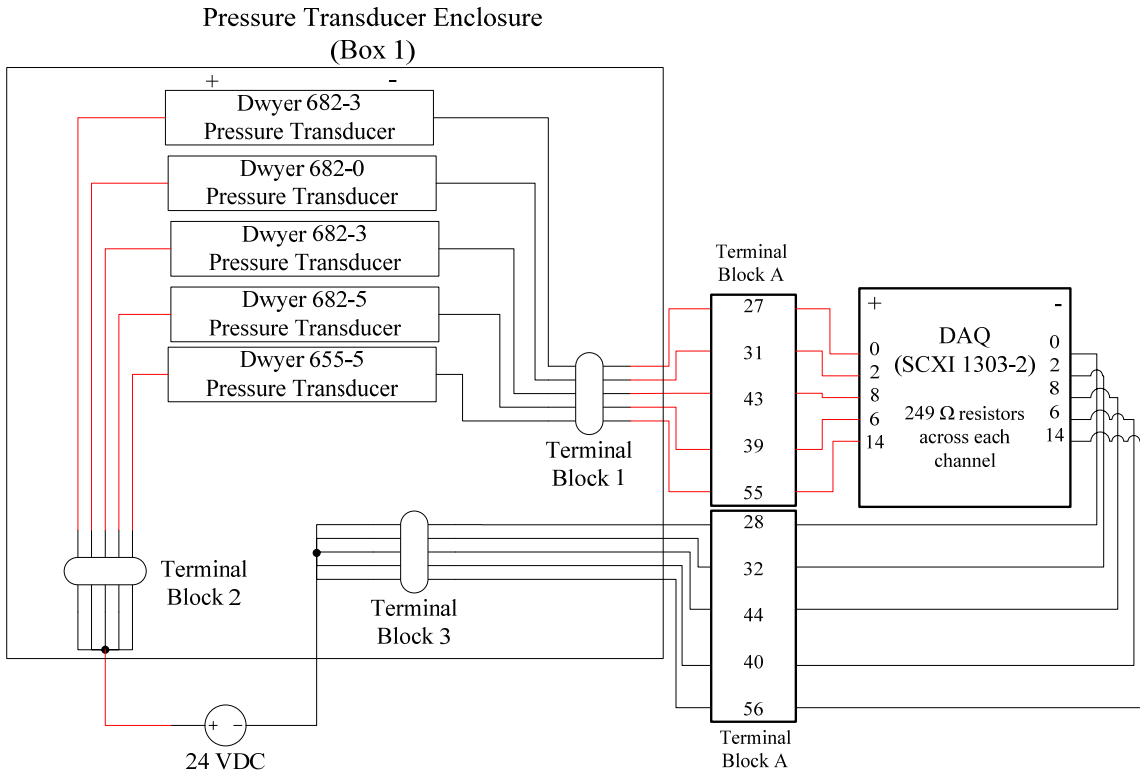 Pressure Transducer Enclosure
(Box 1)
+ -
Dwyer 682-3
Pressure Transducer
Dwyer 682-0
Pressure Transducer
Dwyer 682-3
Pressure Transducer
Dwyer 682-5
Pressure Transducer
Dwyer 655-5
Pressure Transducer
Terminal
Block 1
Terminal
Block 2
Terminal
Block 3
+ -
24 VDC
Terminal
Block A
27
31
43
39
55
28
32
44
40
56
Terminal
Block A
+ -
DAQ
(SCXI 1303-2)
249 Ω resistors
across each
channel
0
2
8
6
14
0
2
8
6
14